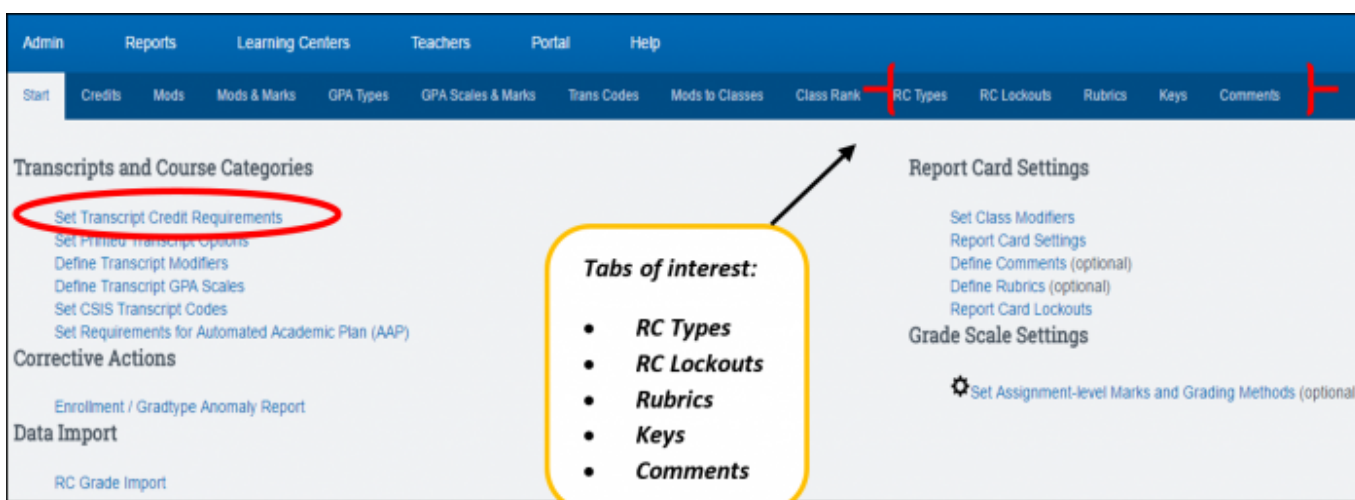 Admin Reports Learning Centers Teachers Portal Help
Start Credits Mods Mods & Marks GPA Types GPA Scales & Marks Trans Codes Mods to Classes Class Rank RC Types RC Lockouts Rubrics Keys Comments
Transcripts and Course Categories
Set Transcript Credit Requirements
Set Printed Transcript Options
Define Transcript Modifiers
Define Transcript GPA Scales
Set CSIS Transcript Codes
Set Requirements for Automated Academic Plan (AAP)
Corrective Actions
Enrollment / Gradtype Anomaly Report
Data Import
RC Grade Import
Tabs of interest:
• RC Types
• RC Lockouts
• Rubrics
• Keys
• Comments
Report Card Settings
Set Class Modifiers
Report Card Settings
Define Comments (optional)
Define Rubrics (optional)
Report Card Lockouts
Grade Scale Settings
Set Assignment-level Marks and Grading Methods (optional